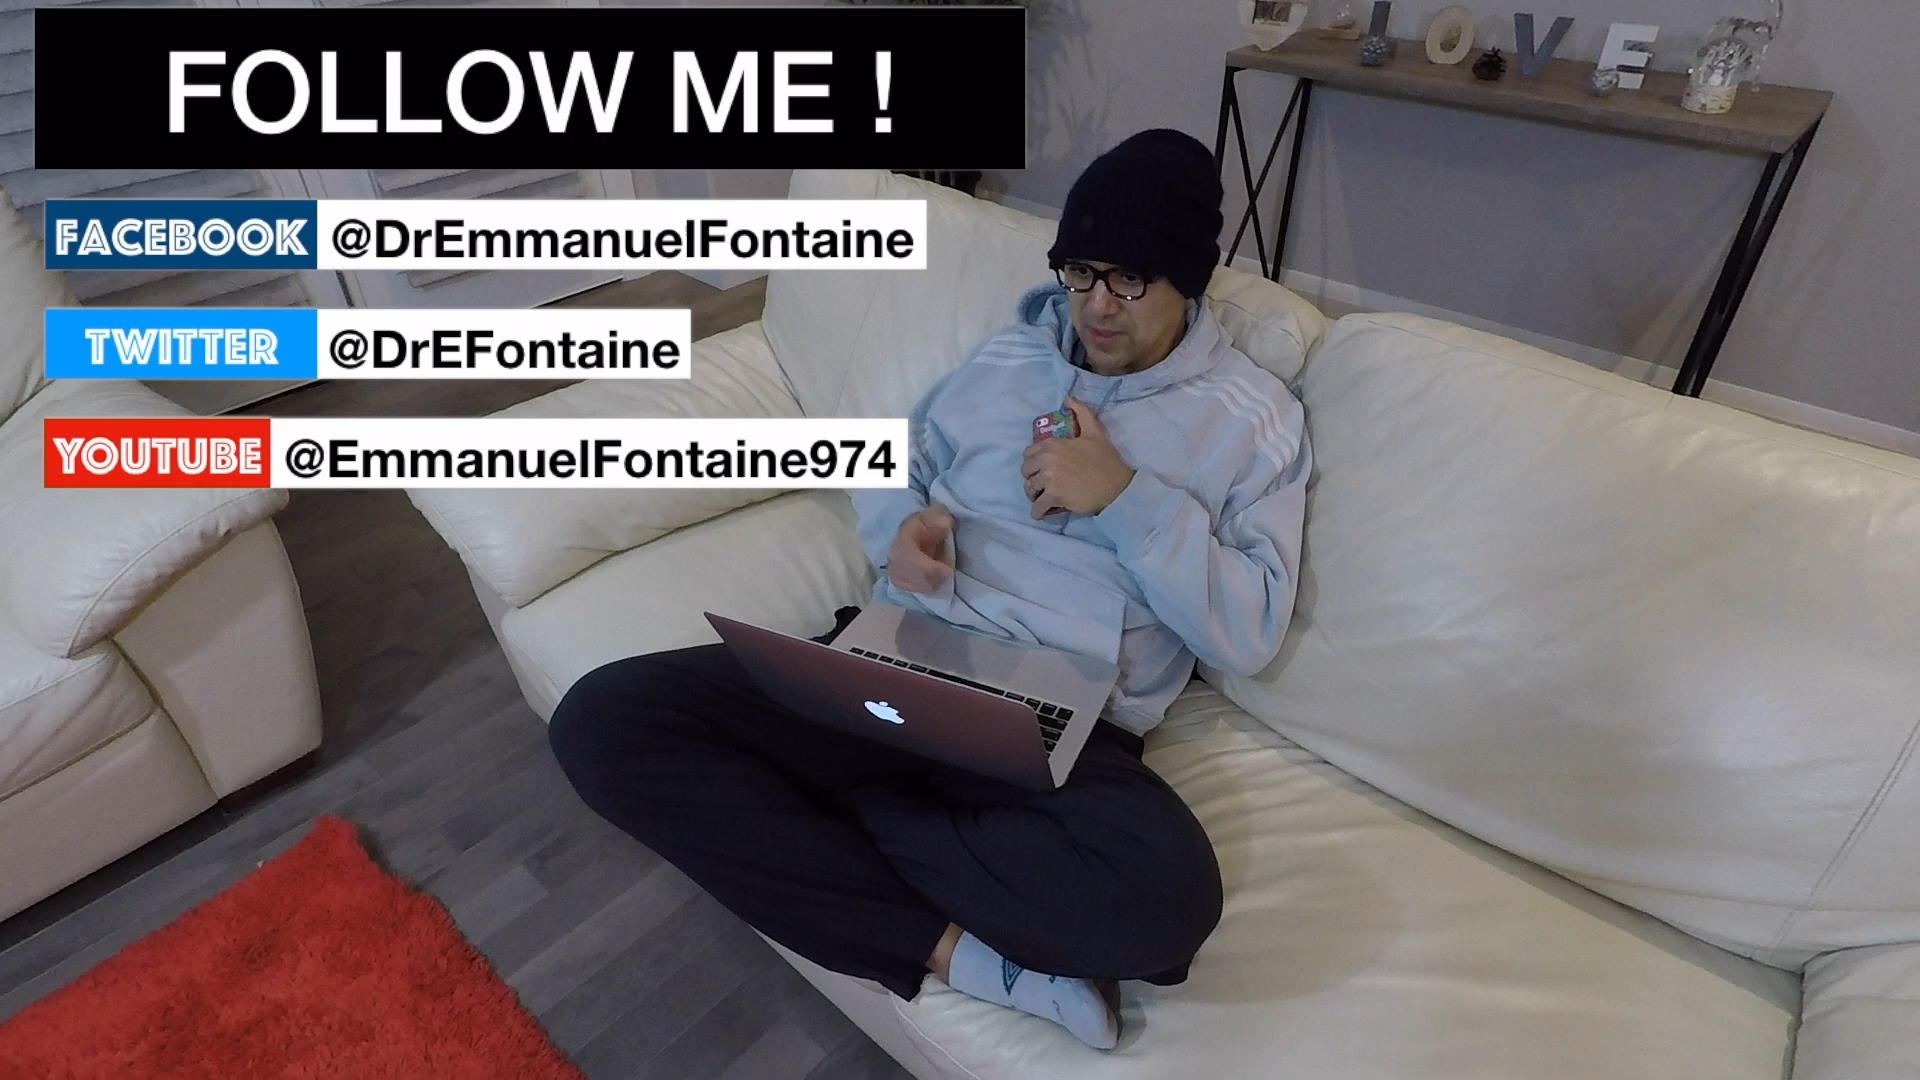 FOLLOW ME !
FACEBOOK @DrEmmanuelFontaine
TWITTER @DrEFontaine
YOUTUBE @EmmanuelFontaine974
LOVE